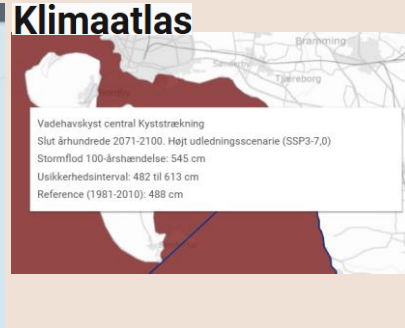 Klimaatlas
Bramming
Tjæreborg
Vadehavskyst central Kyststrækning
Slut århundrede 2071-2100. Højt udledningsscenarie (SSP3-7,0)
Stormflod 100-årshændelse: 545 cm
Usikkerhedsinterval: 482 til 613 cm
Reference (1981-2010): 488 cm